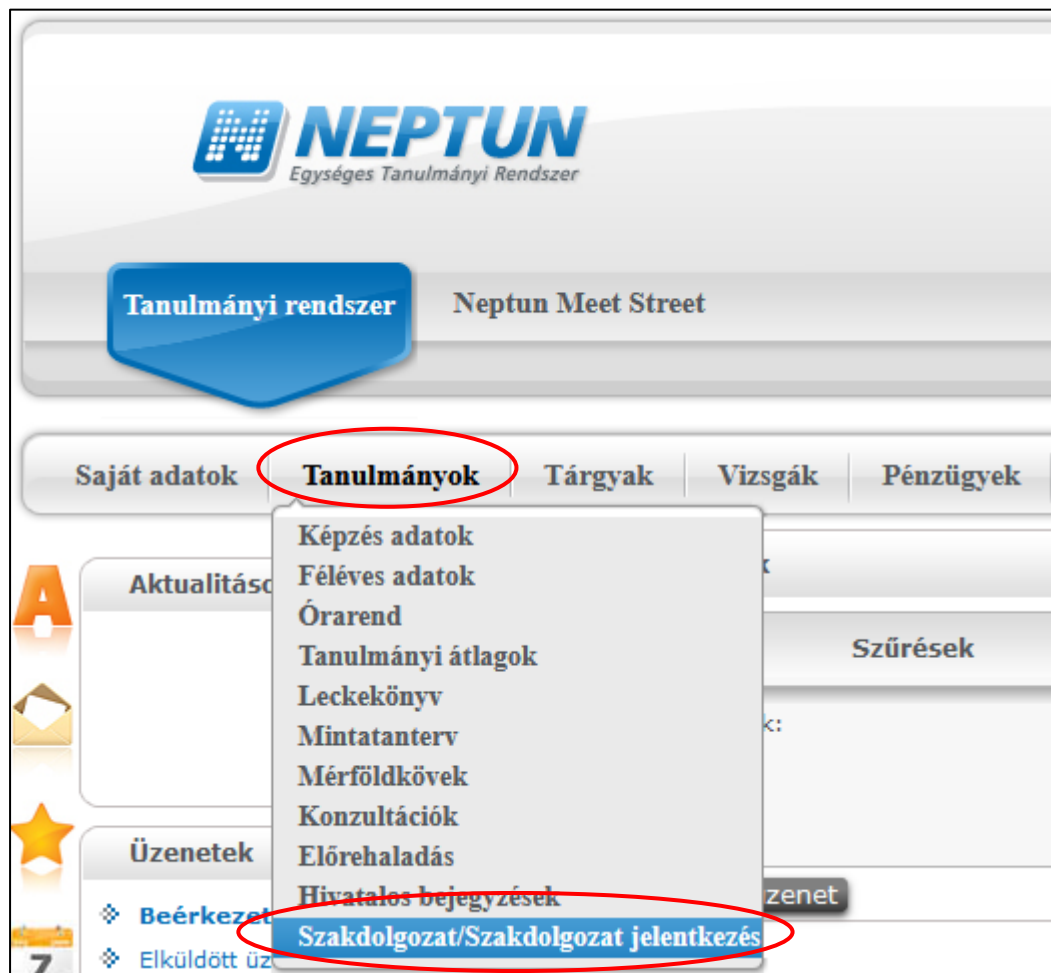 NEPTUN
Egységes Tanulmányi Rendszer
Tanulmányi rendszer
Neptun Meet Street
Saját adatok
Tanulmányok
Tárgyak
Vizsgák
Pénzügyek
Képzés adatok
Féléves adatok
Órarend
Tanulmányi átlagok
Leckekönyv
Mintatanterv
Mérföldkövek
Konzultációk
Előrehaladás
Hivatalos bejegyzések
Szakdolgozat/Szakdolgozat jelentkezés
A
Szűrések
k:
zenet
Üzenetek
Elküldött üz
7